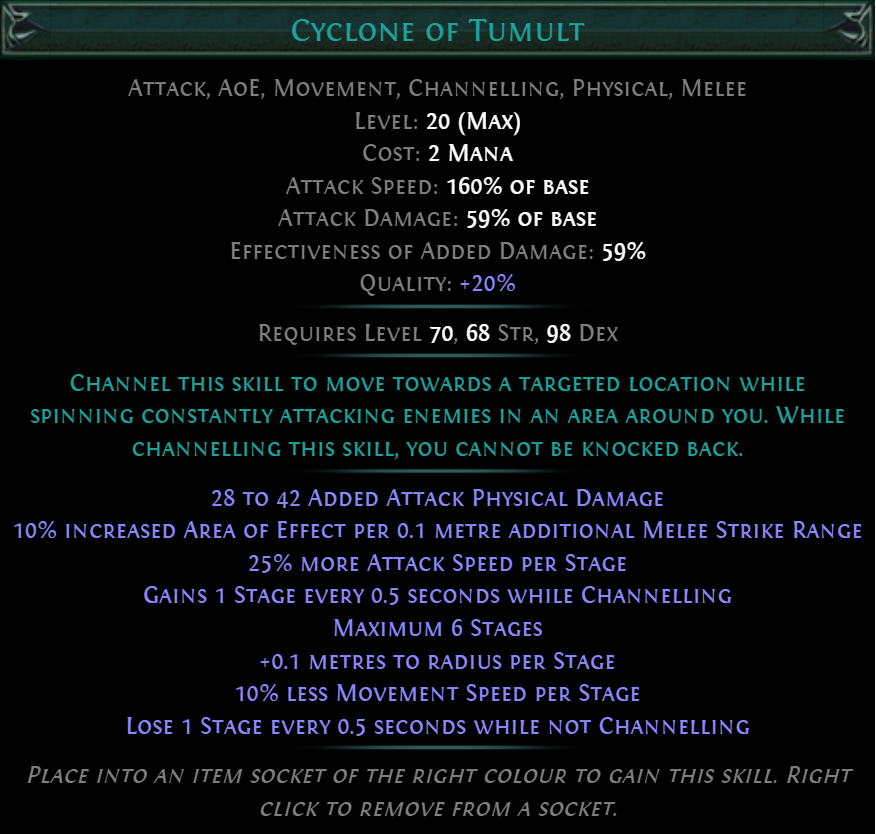 Cyclone of Tumult
Attack, AoE, Movement, Channelling, Physical, Melee
Level: 20 (Max)
Cost: 2 Mana
Attack Speed: 160% of base
Attack Damage: 59% of base
Effectiveness of Added Damage: 59%
Quality: +20%
Requires Level 70, 68 Str, 98 Dex
Channel this skill to move towards a targeted location while
spinning constantly attacking enemies in an area around you. While
channelling this skill, you cannot be knocked back.
28 to 42 Added Attack Physical Damage
10% increased Area of Effect per 0.1 metre additional Melee Strike Range
25% more Attack Speed per Stage
Gains 1 Stage every 0.5 seconds while Channelling
Maximum 6 Stages
+0.1 metres to radius per Stage
10% less Movement Speed per Stage
Lose 1 Stage every 0.5 seconds while not Channelling
Place into an item socket of the right colour to gain this skill. Right
click to remove from a socket.